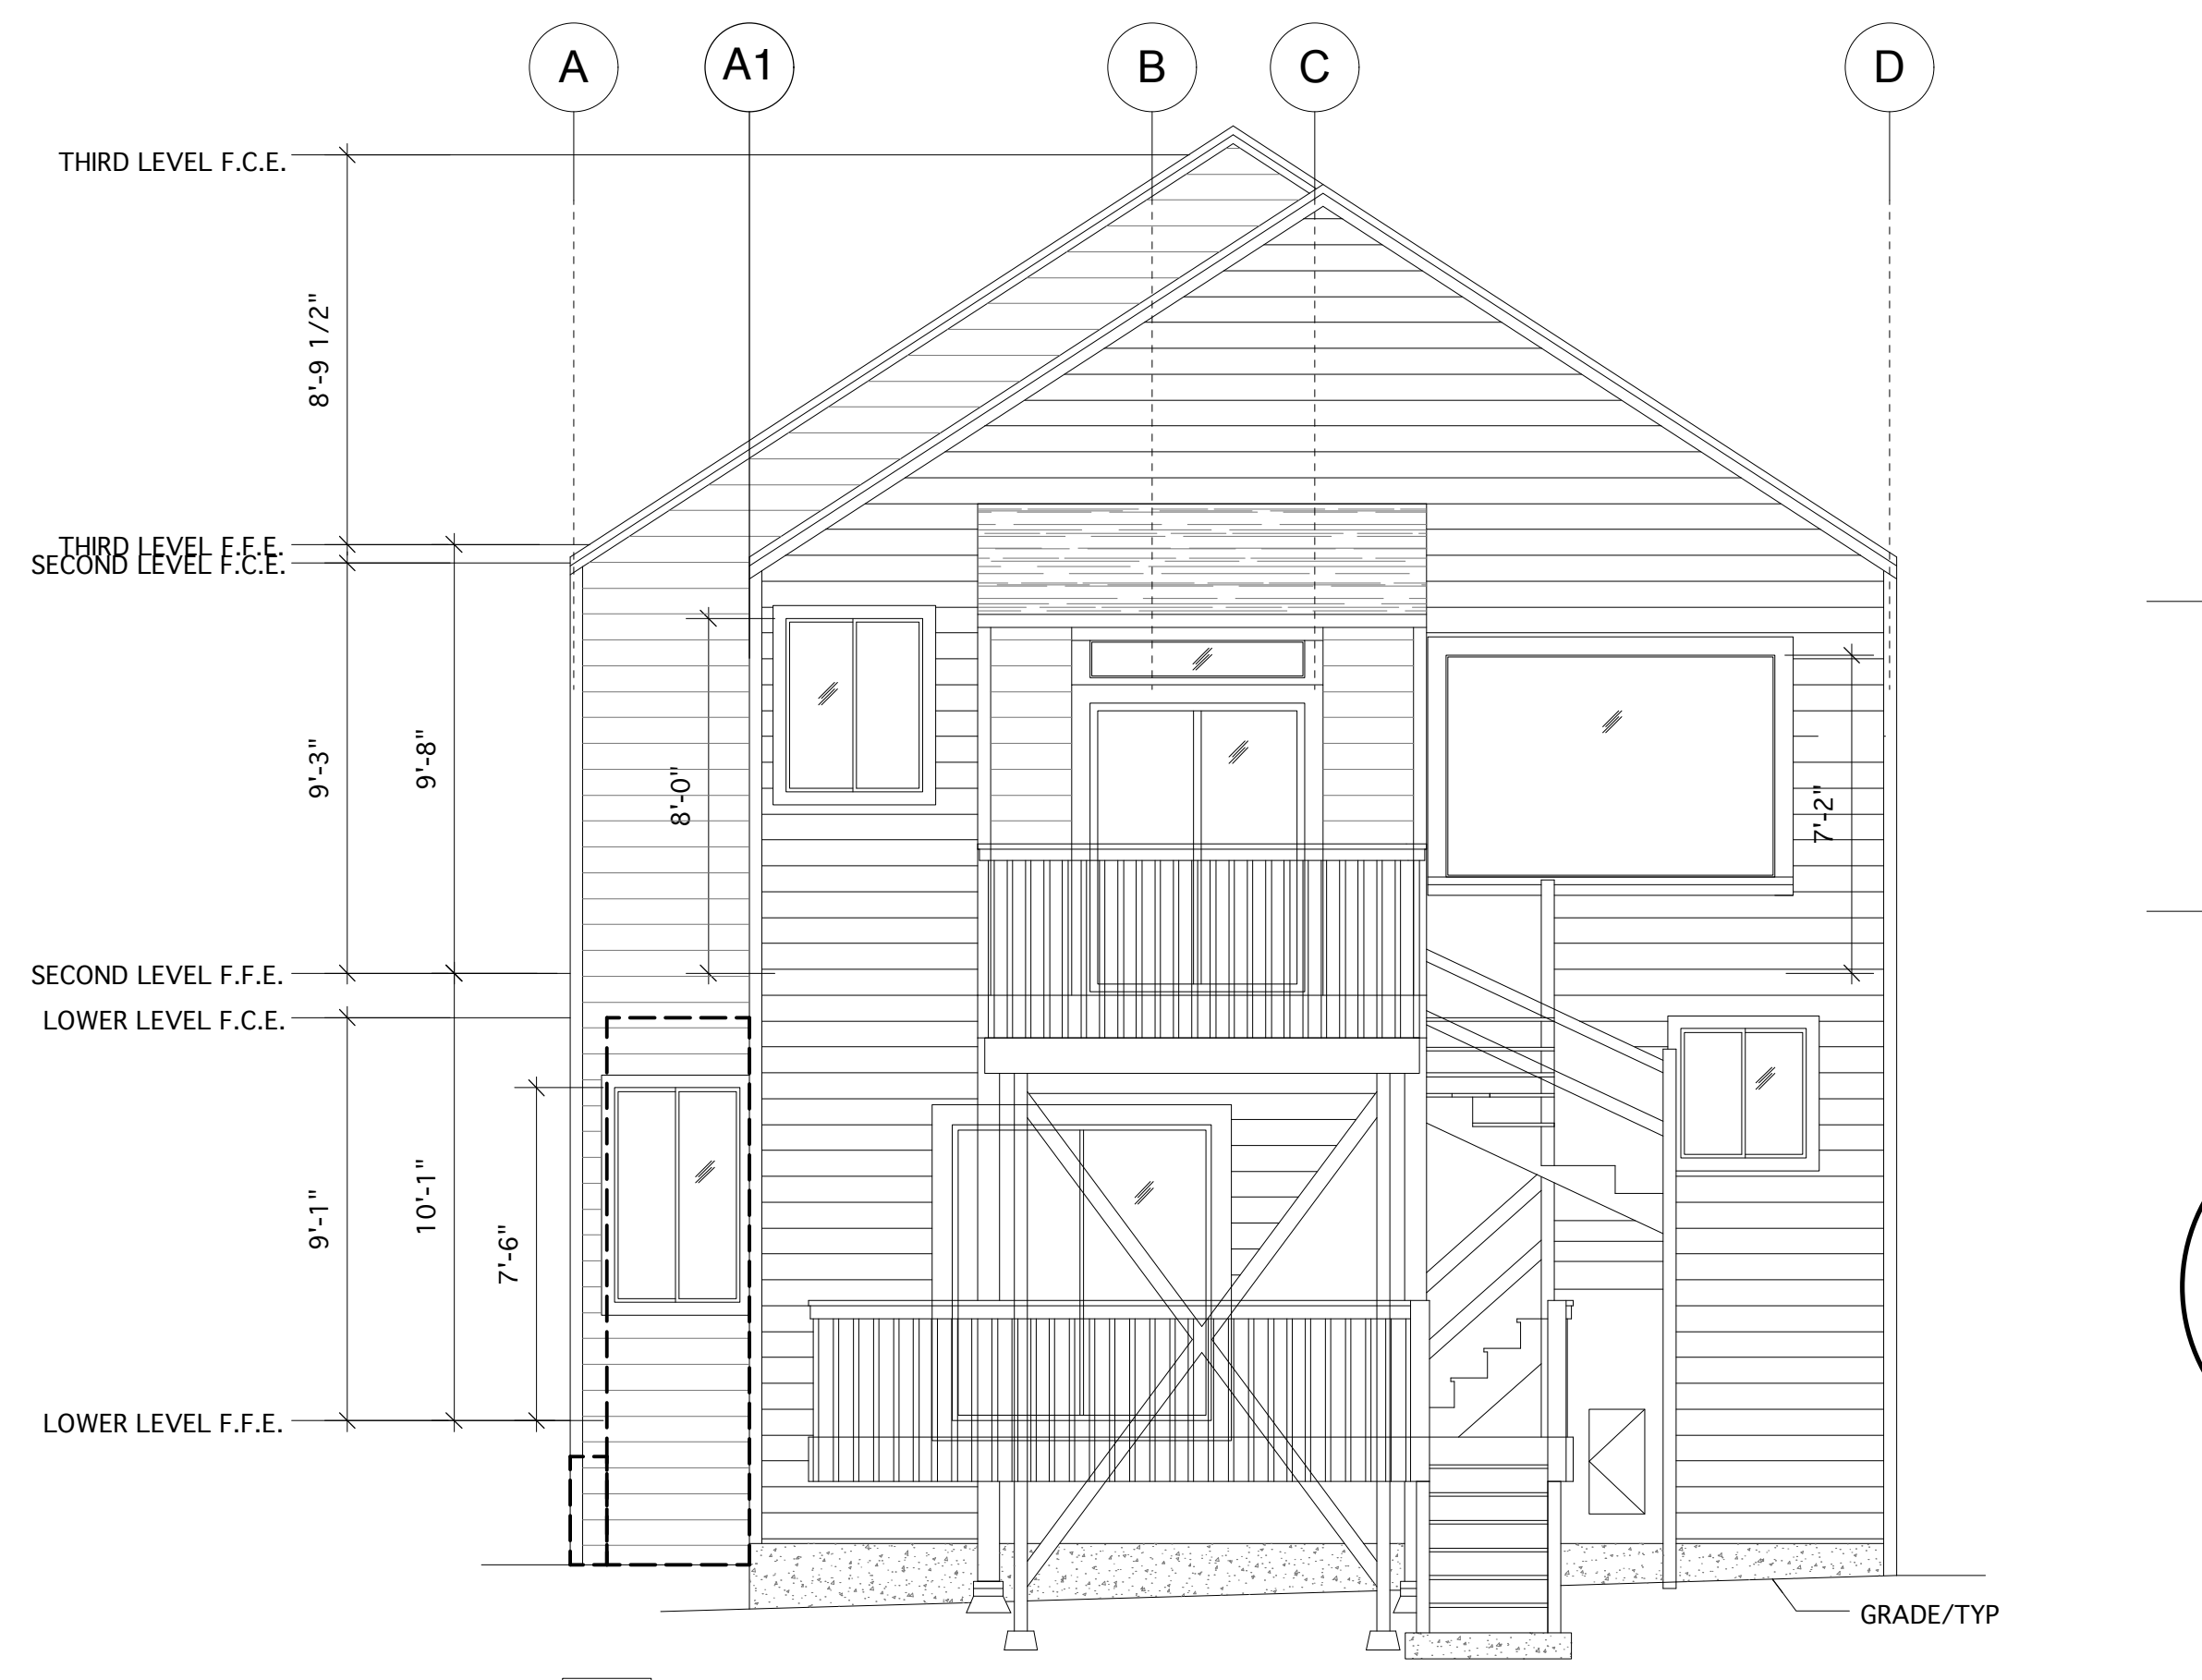 A
A1
B
C
D
THIRD LEVEL F.C.E.
8'-9 1/2"
THIRD LEVEL F.F.E.
SECOND LEVEL F.C.E.
9'-3"
9'-8"
8'-0"
7'-2"
SECOND LEVEL F.F.E.
LOWER LEVEL F.C.E.
9'-1"
10'-1"
7'-6"
LOWER LEVEL F.F.E.
GRADE/TYP